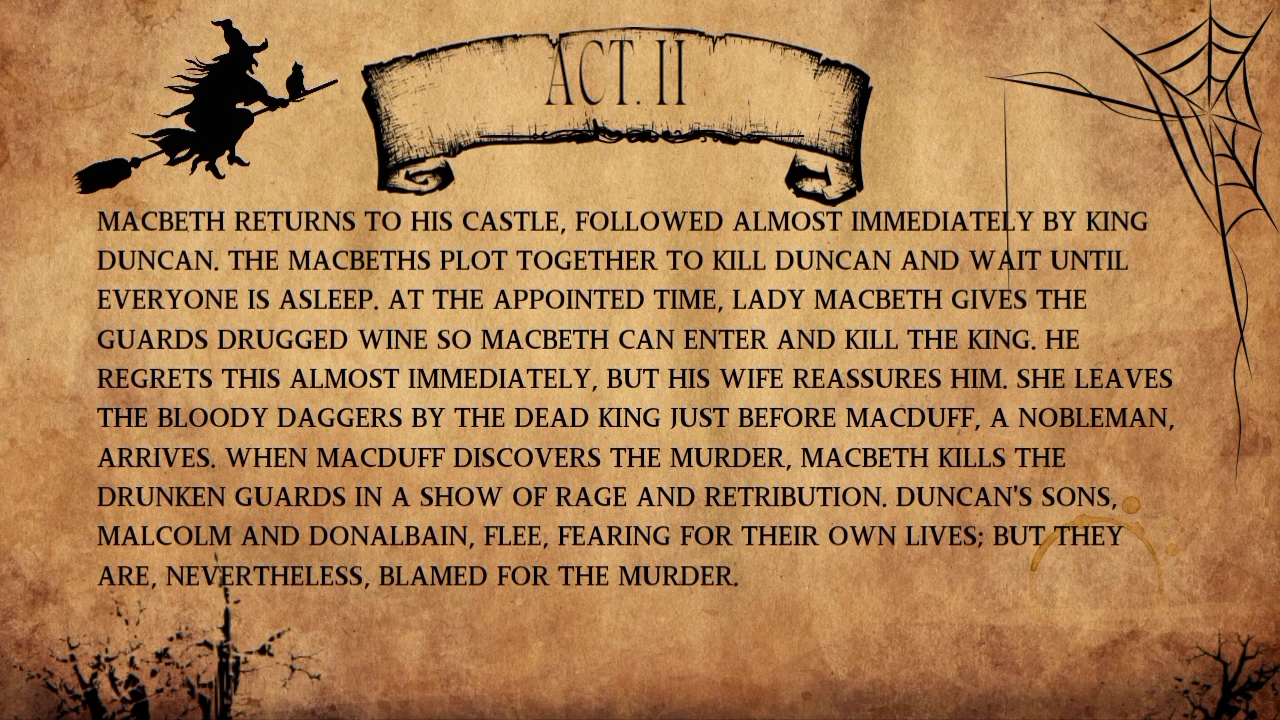 ACT. II
MACBETH RETURNS TO HIS CASTLE, FOLLOWED ALMOST IMMEDIATELY BY KING
DUNCAN. THE MACBETHS PLOT TOGETHER TO KILL DUNCAN AND WAIT UNTIL
EVERYONE IS ASLEEP. AT THE APPOINTED TIME, LADY MACBETH GIVES THE
GUARDS DRUGGED WINE SO MACBETH CAN ENTER AND KILL THE KING. HE
REGRETS THIS ALMOST IMMEDIATELY, BUT HIS WIFE REASSURES HIM. SHE LEAVES
THE BLOODY DAGGERS BY THE DEAD KING JUST BEFORE MACDUFF, A NOBLEMAN,
ARRIVES. WHEN MACDUFF DISCOVERS THE MURDER, MACBETH KILLS THE
DRUNKEN GUARDS IN A SHOW OF RAGE AND RETRIBUTION. DUNCAN'S SONS,
MALCOLM AND DONALBAIN, FLEE, FEARING FOR THEIR OWN LIVES; BUT THEY
ARE, NEVERTHELESS, BLAMED FOR THE MURDER.